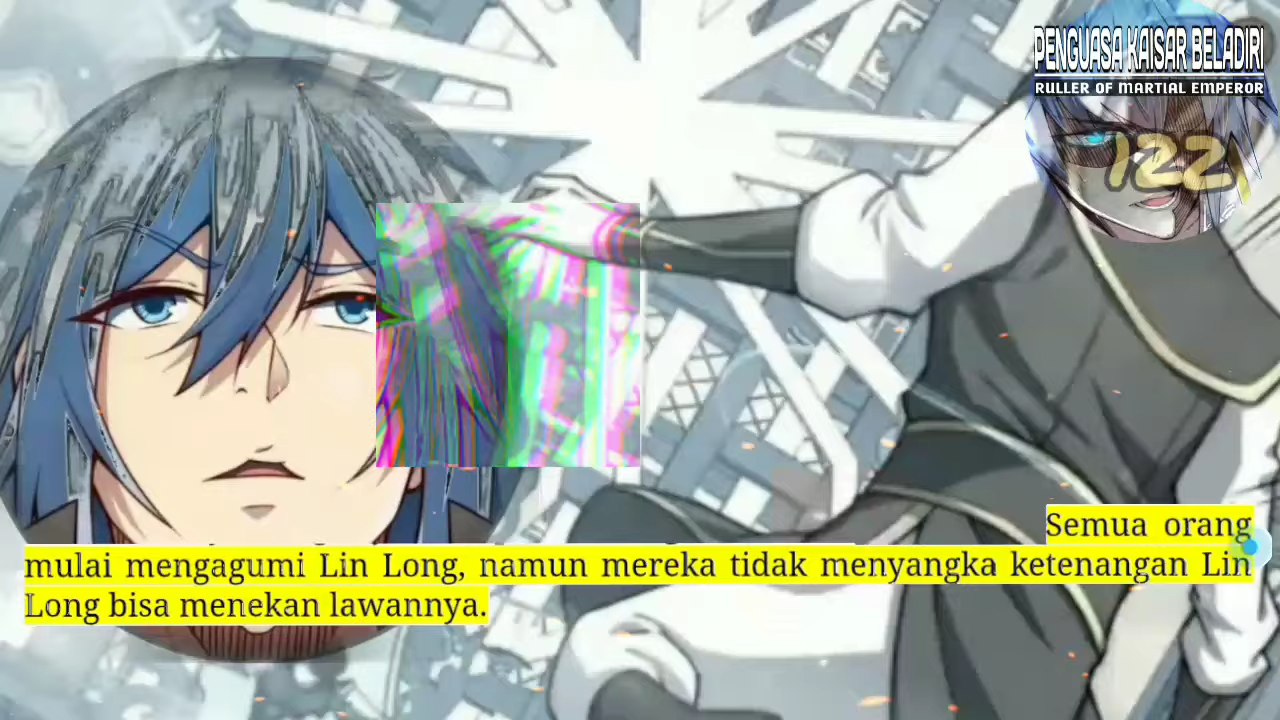 PENGUASA KAISAR BELADIRI
RULLER OF MARTIAL EMPEROR
122
Semua orang
mulai mengagumi Lin Long, namun mereka tidak menyangka ketenangan Lin
Long bisa menekan lawannya.